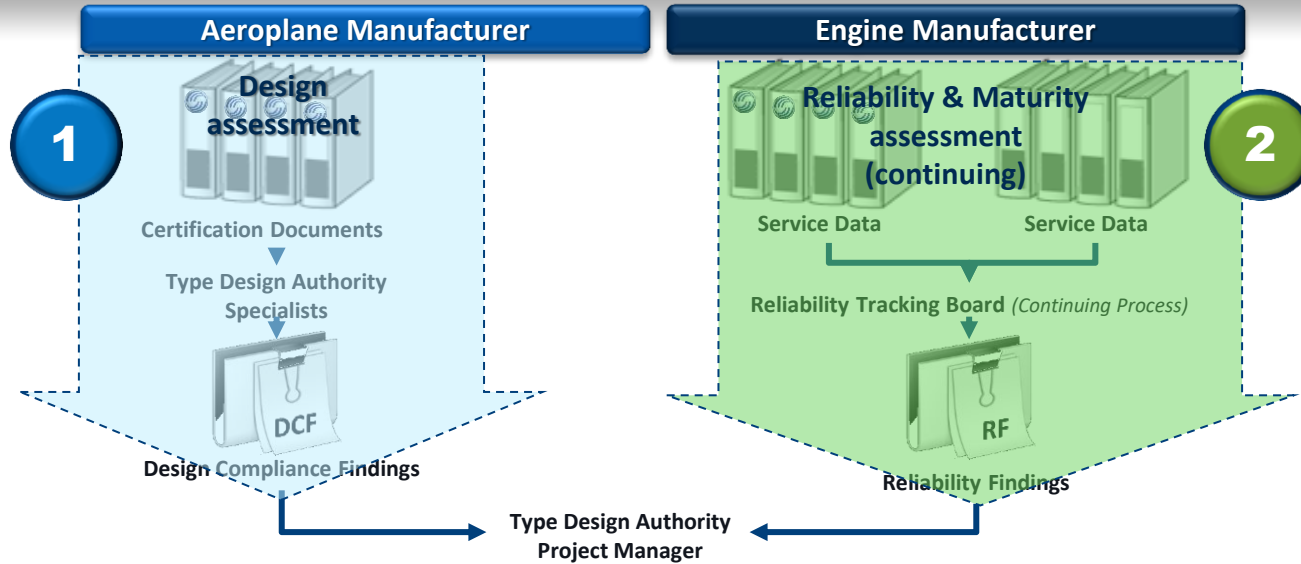 Aeroplane Manufacturer
Engine Manufacturer
1
Design
assessment
Certification Documents
Type Design Authority
Specialists
DCF
Design Compliance Findings
Reliability & Maturity
assessment
(continuing)
2
Service Data
Service Data
Reliability Tracking Board (Continuing Process)
RF
Reliability Findings
Type Design Authority
Project Manager